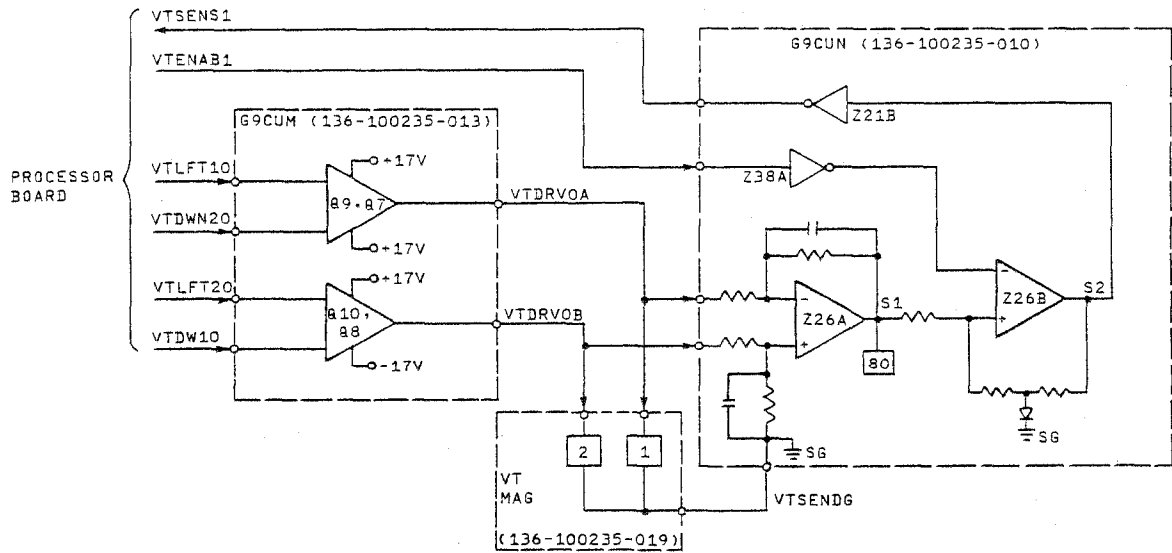 VTSENS1
VTENAB1
G9CUN (136-100235-010)
Z21B
G9CUM (136-100235-013)
PROCESSOR
BOARD
VTLFT10
+17V
Q9,Q7
VTDRV0A
Z38A
VTDWN20
+17V
VTLFT20
+17V
Q10,
Q8
VTDRV0B
VTDW10
-17V
-
Z26A
+
S1
80
-
Z26B
+
S2
SG
SG
2
1
VT
MAG
VTSENDG
(136-100235-019)